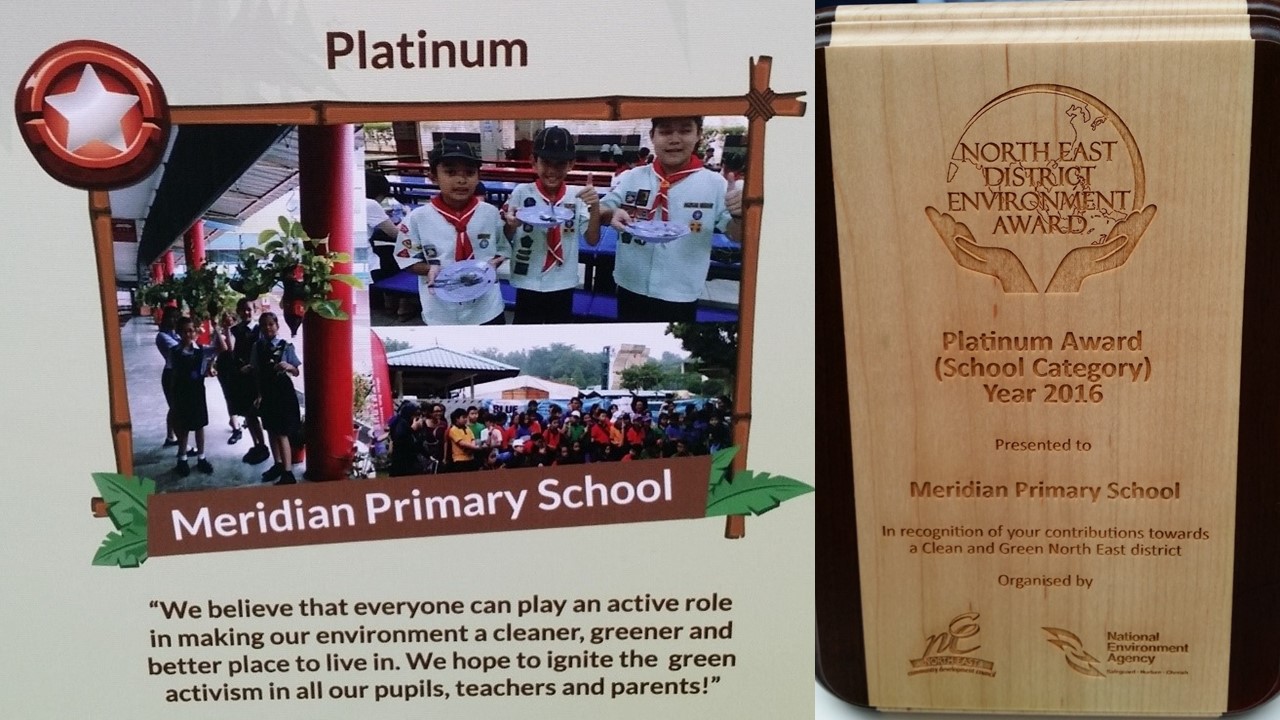 Platinum
Meridian Primary School
“We believe that everyone can play an active role
in making our environment a cleaner, greener and
better place to live in. We hope to ignite the green
activism in all our pupils, teachers and parents!”
NORTH EAST
DISTRICT
ENVIRONMENT
AWARD
Platinum Award
(School Category)
Year 2016
Presented to
Meridian Primary School
In recognition of your contributions towards
a Clean and Green North East district
Organised by
NORTH EAST
National
Environment
Agency